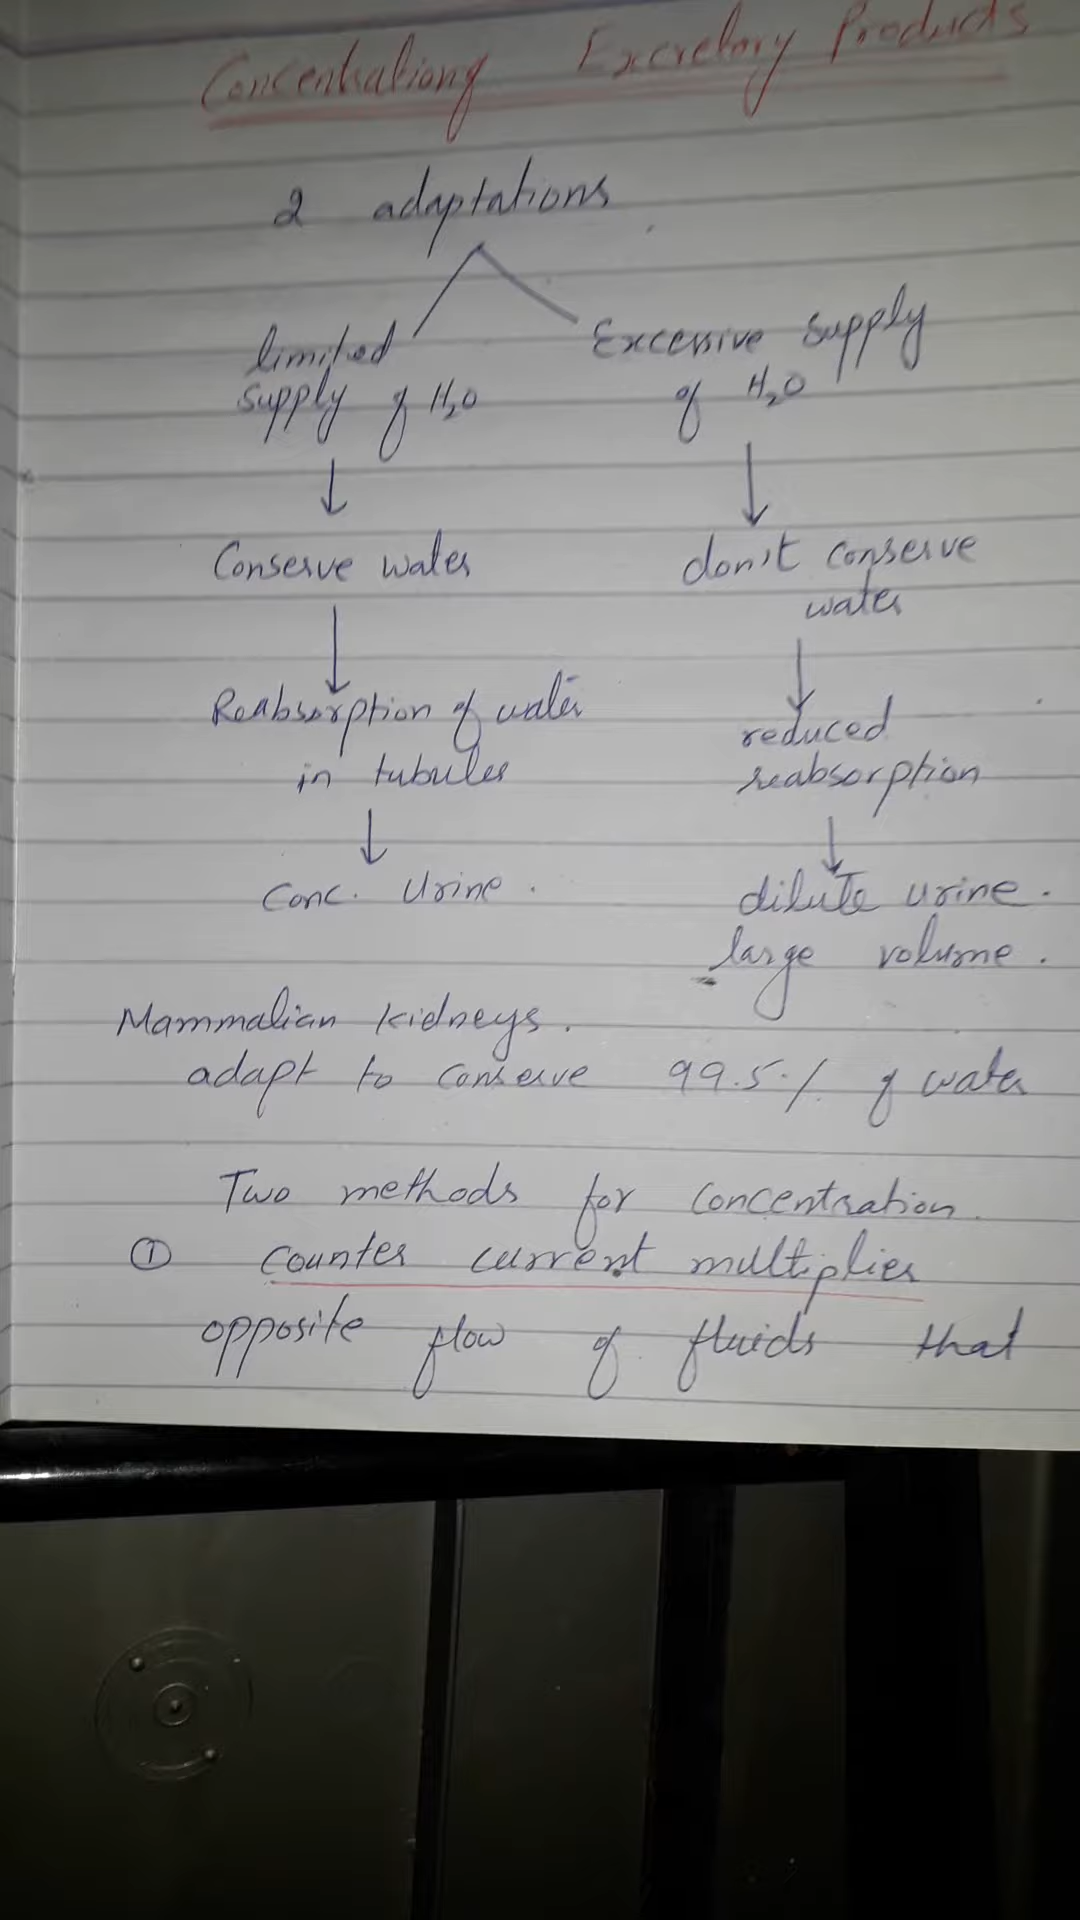 Concentration of Excretory Products
2 adaptations
limited
supply of H₂O
Excessive supply
of H₂O
Conserve water
don't conserve
water
Reabsorption of water
in tubules
reduced
reabsorption
Conc. Urine.
dilute urine.
large volume.
Mammalian kidneys.
adapt to conserve 99.5% of water
Two methods for concentration.
① Counter current multiplier
opposite flow of fluids that